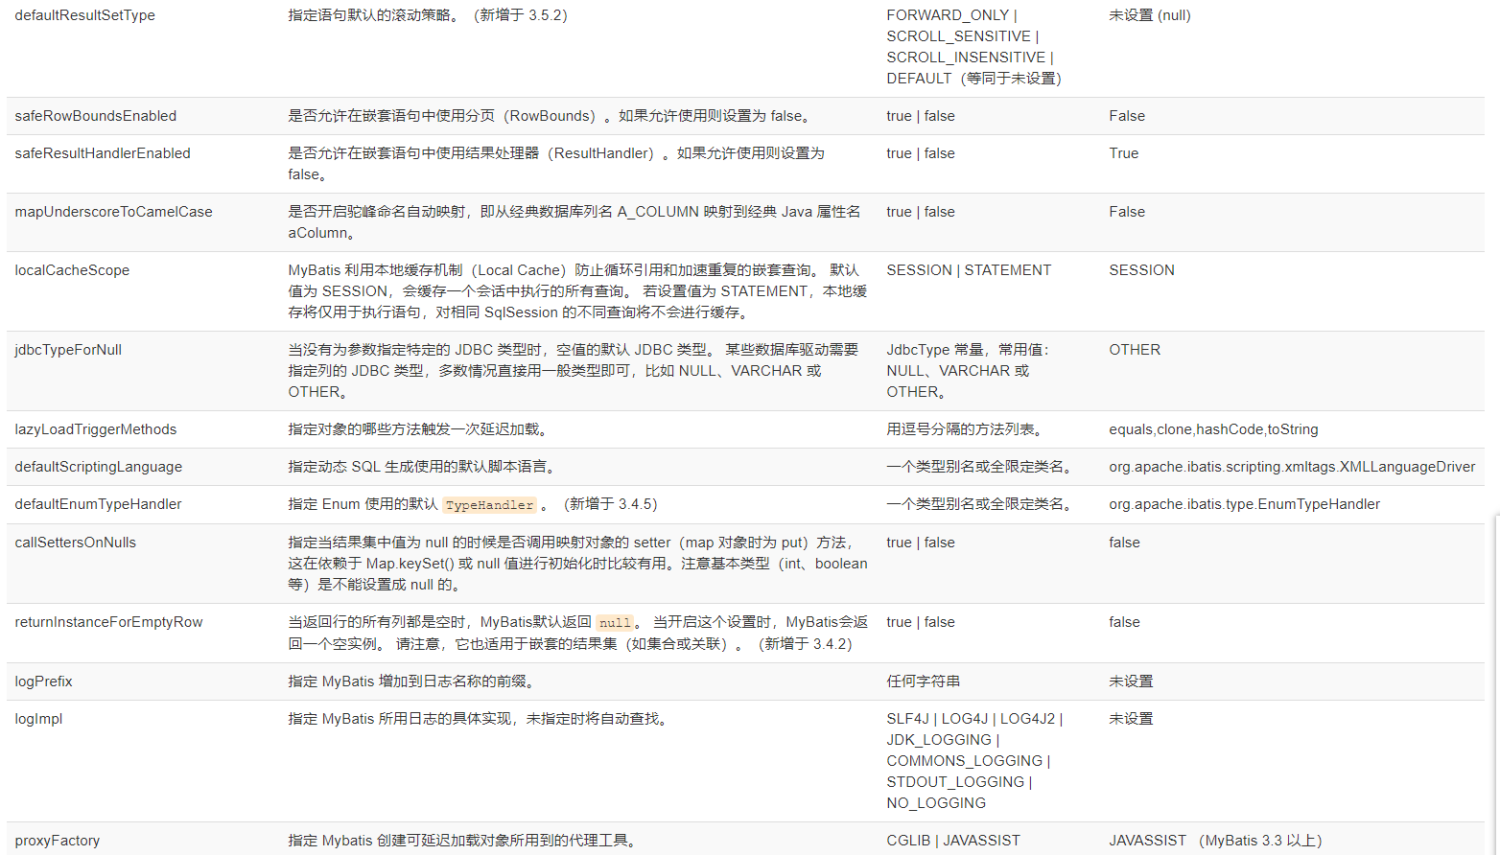 defaultResultSetType 指定语句默认的滚动策略。（新增于 3.5.2） FORWARD_ONLY | 未设置 (null)
SCROLL_SENSITIVE |
SCROLL_INSENSITIVE |
DEFAULT（等同于未设置）
safeRowBoundsEnabled 是否允许在嵌套语句中使用分页（RowBounds）。如果允许使用则设置为 false。 true | false False
safeResultHandlerEnabled 是否允许在嵌套语句中使用结果处理器（ResultHandler）。如果允许使用则设置为 true | false True
false。
mapUnderscoreToCamelCase 是否开启驼峰命名自动映射，即从经典数据库列名 A_COLUMN 映射到经典 Java 属性名 true | false False
aColumn。
localCacheScope MyBatis 利用本地缓存机制（Local Cache）防止循环引用和加速重复的嵌套查询。 默认 SESSION | STATEMENT SESSION
值为 SESSION，会缓存一个会话中执行的所有查询。 若设置值为 STATEMENT，本地缓
存将仅用于执行语句，对相同 SqlSession 的不同查询将不会进行缓存。
jdbcTypeForNull 当没有为参数指定特定的 JDBC 类型时，空值的默认 JDBC 类型。 某些数据库驱动需要 JdbcType 常量，常用值： OTHER
指定列的 JDBC 类型，多数情况直接用一般类型即可，比如 NULL、VARCHAR 或 NULL、VARCHAR 或
OTHER。 OTHER。
lazyLoadTriggerMethods 指定对象的哪些方法触发一次延迟加载。 用逗号分隔的方法列表。 equals,clone,hashCode,toString
defaultScriptingLanguage 指定动态 SQL 生成使用的默认脚本语言。 一个类型别名或全限定类名。 org.apache.ibatis.scripting.xmltags.XMLLanguageDriver
defaultEnumTypeHandler 指定 Enum 使用的默认 TypeHandler 。（新增于 3.4.5） 一个类型别名或全限定类名。 org.apache.ibatis.type.EnumTypeHandler
callSettersOnNulls 指定当结果集中值为 null 的时候是否调用映射对象的 setter（map 对象时为 put）方法， true | false false
这在依赖于 Map.keySet() 或 null 值进行初始化时比较有用。注意基本类型（int、boolean
等）是不能设置成 null 的。
returnInstanceForEmptyRow 当返回行的所有列都是空时，MyBatis默认返回 null。 当开启这个设置时，MyBatis会返 true | false false
回一个空实例。 请注意，它也适用于嵌套的结果集（如集合或关联）。（新增于 3.4.2）
logPrefix 指定 MyBatis 增加到日志名称的前缀。 任何字符串 未设置
logImpl 指定 MyBatis 所用日志的具体实现，未指定时将自动查找。 SLF4J | LOG4J | LOG4J2 | 未设置
JDK_LOGGING |
COMMONS_LOGGING |
STDOUT_LOGGING |
NO_LOGGING
proxyFactory 指定 Mybatis 创建可延迟加载对象所用到的代理工具。 CGLIB | JAVASSIST JAVASSIST （MyBatis 3.3 以上）